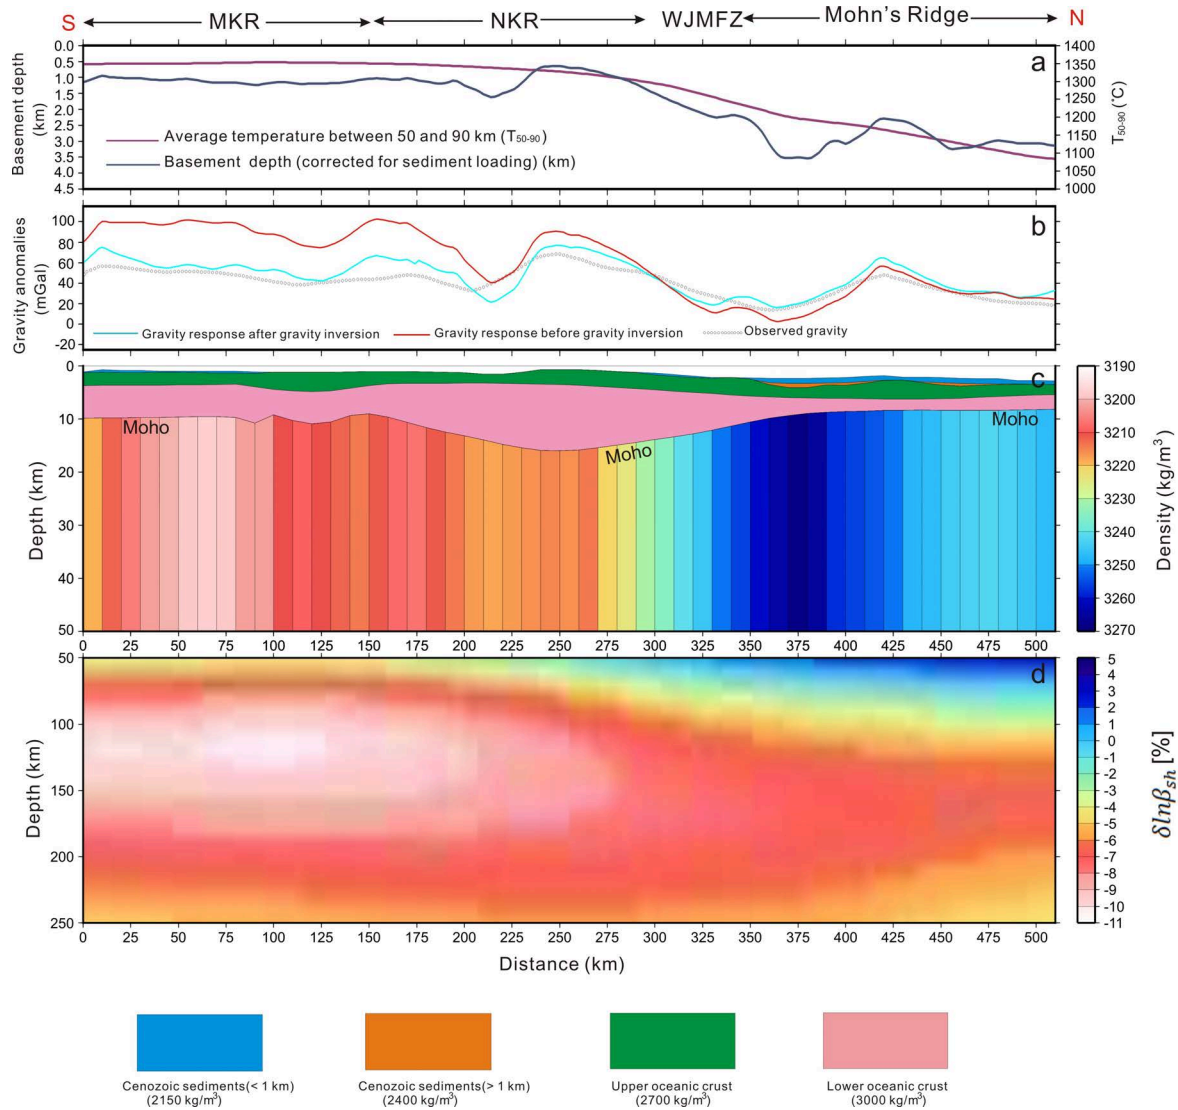 S MKR NKR WJMFZ Mohn's Ridge N
a
Basement depth
(km)
0.0
0.5
1.0
1.5
2.0
2.5
3.0
3.5
4.0
4.5
Average temperature between 50 and 90 km (T50-90)
Basement depth (corrected for sediment loading) (km)
1400
1350
1300
1250
1200
1150
1100
1050
1000
T50-90 (°C)
b
Gravity anomalies
(mGal)
100
80
60
40
20
0
Gravity response after gravity inversion
Gravity response before gravity inversion
Observed gravity
c
Depth (km)
0
10
20
30
40
50
Moho
Moho
Moho
3190
3200
3210
3220
3230
3240
3250
3260
3270
Density (kg/m³)
0 25 50 75 100 125 150 175 200 225 250 275 300 325 350 375 400 425 450 475 500
d
Depth (km)
50
100
150
200
250
5
4
3
2
1
0
-1
-2
-4
-5
-6
-7
-8
-9
-10
-11
δlnβsh [%]
0 25 50 75 100 125 150 175 200 225 250 275 300 325 350 375 400 425 450 475 500
Distance (km)
Cenozoic sediments(< 1 km)
(2150 kg/m³)
Cenozoic sediments(> 1 km)
(2400 kg/m³)
Upper oceanic crust
(2700 kg/m³)
Lower oceanic crust
(3000 kg/m³)